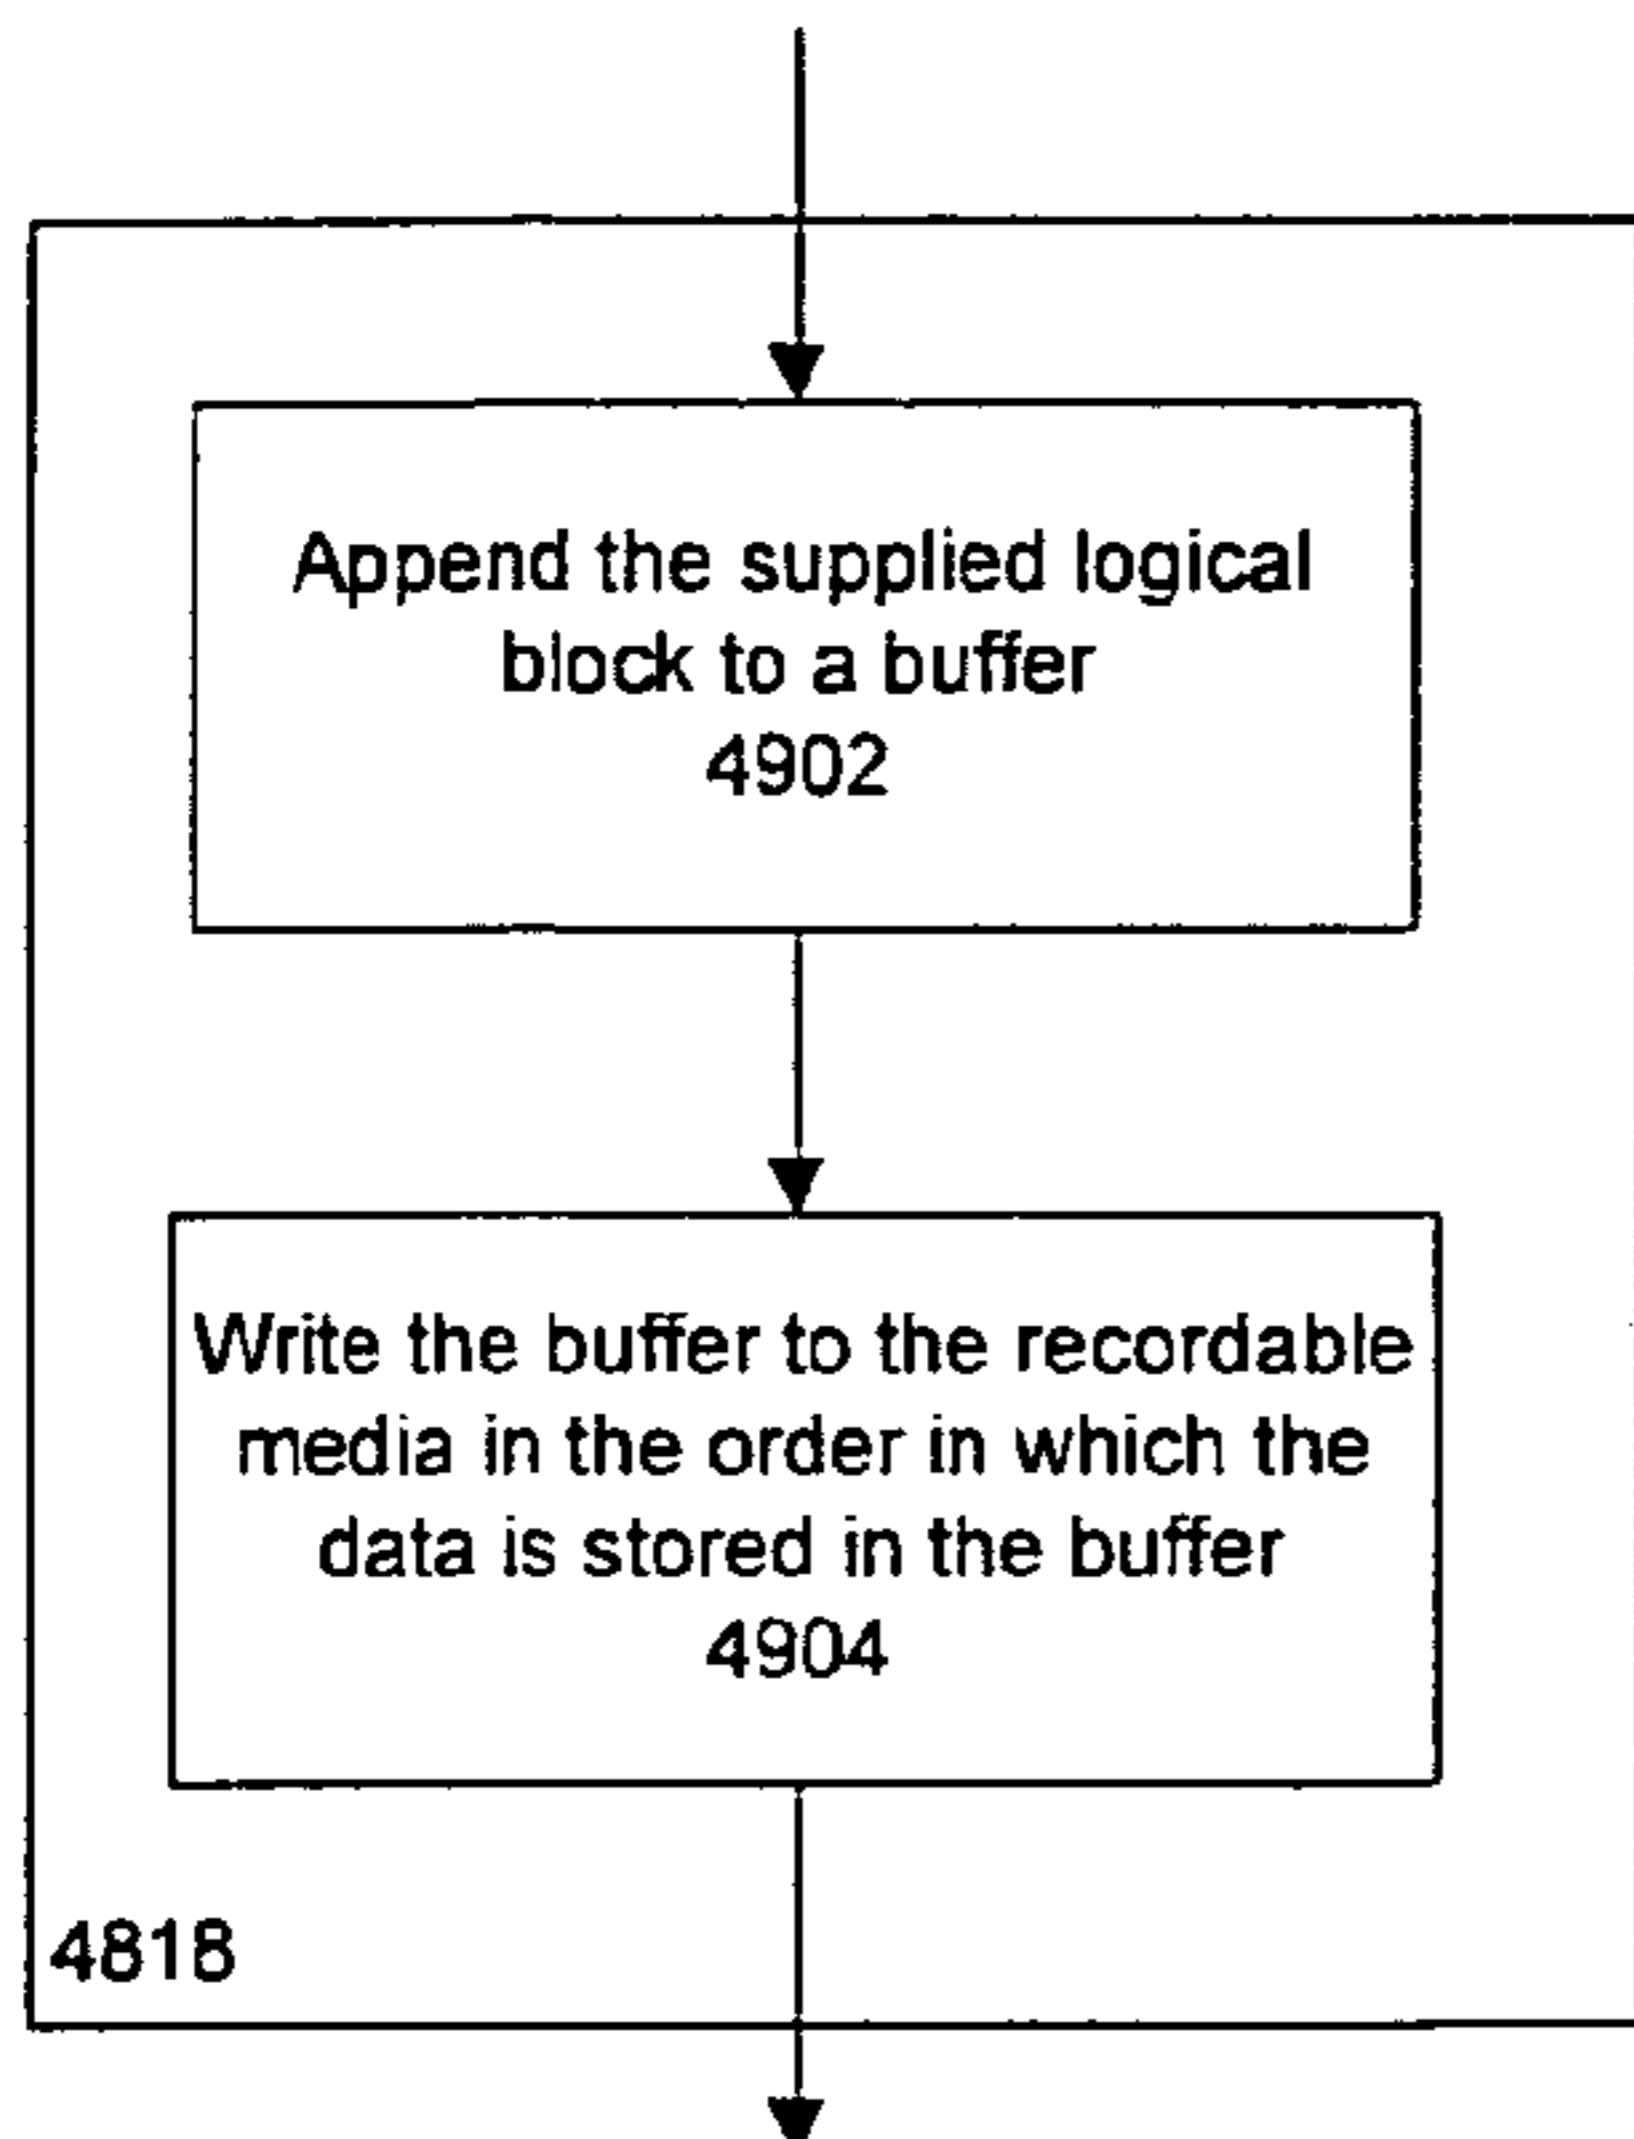 Append the supplied logical
block to a buffer
4902
Write the buffer to the recordable
media in the order in which the
data is stored in the buffer
4904
4818